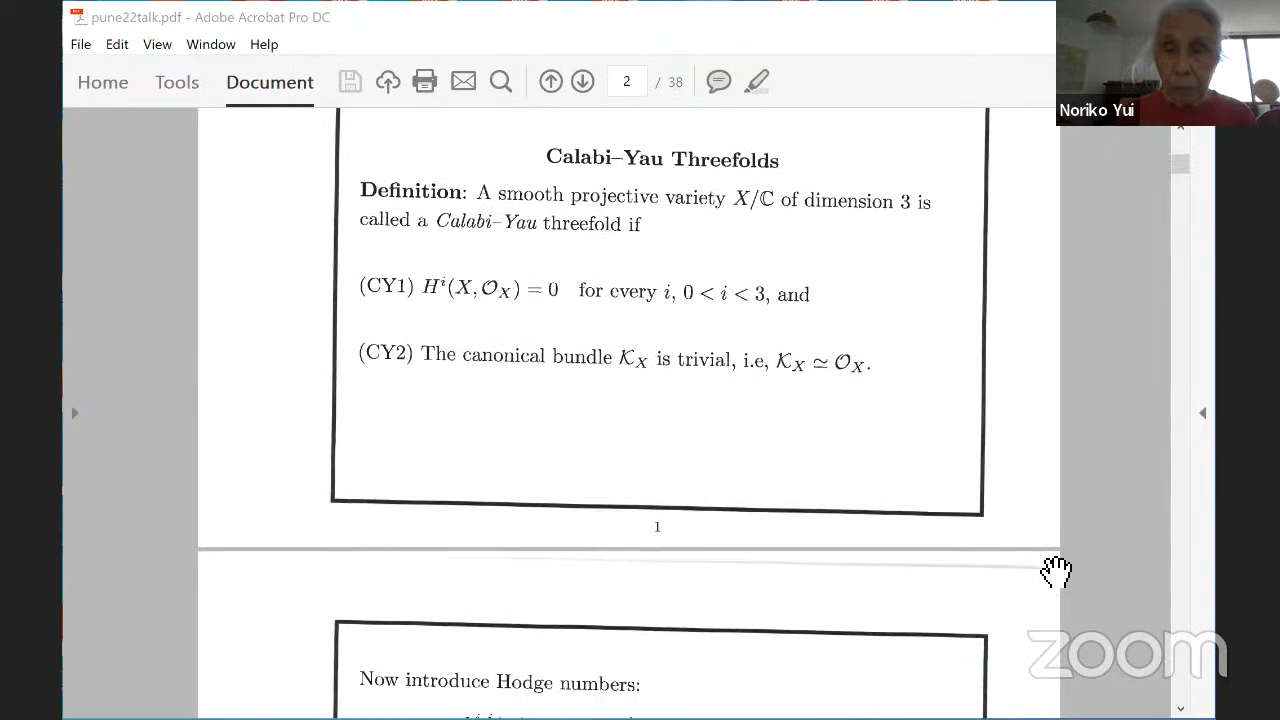 pune22talk.pdf - Adobe Acrobat Pro DC
File Edit View Window Help
Home Tools Document 2 / 38
Noriko Yui
Calabi–Yau Threefolds
Definition: A smooth projective variety X/ℂ of dimension 3 is
called a Calabi–Yau threefold if
(CY1) Hⁱ(X, 𝒪_X) = 0 for every i, 0 < i < 3, and
(CY2) The canonical bundle 𝒦_X is trivial, i.e, 𝒦_X ≃ 𝒪_X.
1
Now introduce Hodge numbers:
zoom